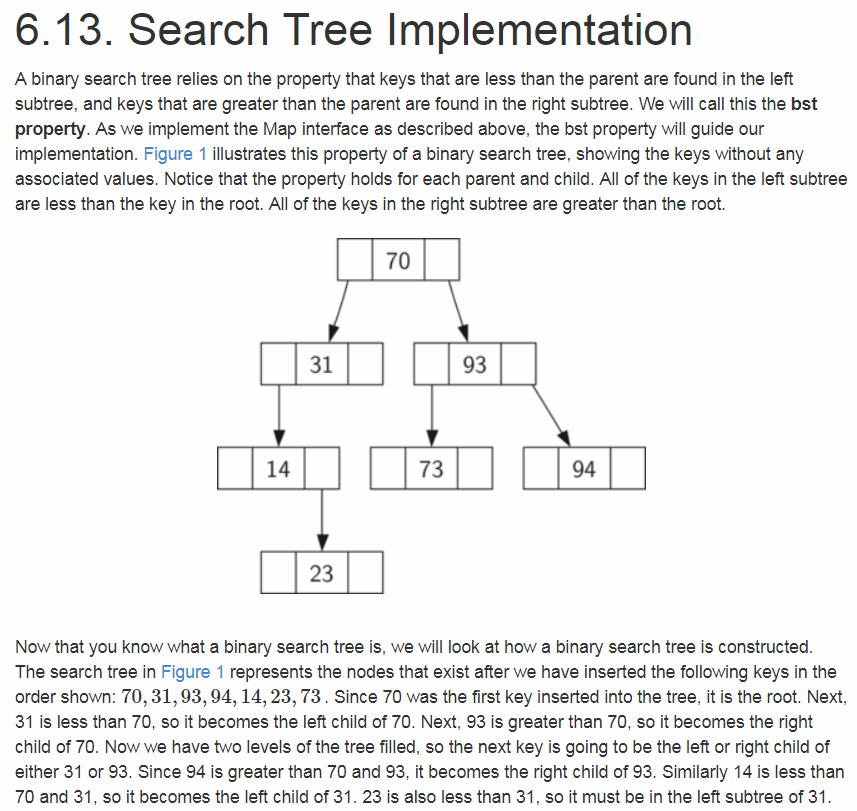 6.13. Search Tree Implementation
A binary search tree relies on the property that keys that are less than the parent are found in the left
subtree, and keys that are greater than the parent are found in the right subtree. We will call this the bst
property. As we implement the Map interface as described above, the bst property will guide our
implementation. Figure 1 illustrates this property of a binary search tree, showing the keys without any
associated values. Notice that the property holds for each parent and child. All of the keys in the left subtree
are less than the key in the root. All of the keys in the right subtree are greater than the root.
70
31 93
14 73 94
23
Now that you know what a binary search tree is, we will look at how a binary search tree is constructed.
The search tree in Figure 1 represents the nodes that exist after we have inserted the following keys in the
order shown: 70, 31, 93, 94, 14, 23, 73. Since 70 was the first key inserted into the tree, it is the root. Next,
31 is less than 70, so it becomes the left child of 70. Next, 93 is greater than 70, so it becomes the right
child of 70. Now we have two levels of the tree filled, so the next key is going to be the left or right child of
either 31 or 93. Since 94 is greater than 70 and 93, it becomes the right child of 93. Similarly 14 is less than
70 and 31, so it becomes the left child of 31. 23 is also less than 31, so it must be in the left subtree of 31.